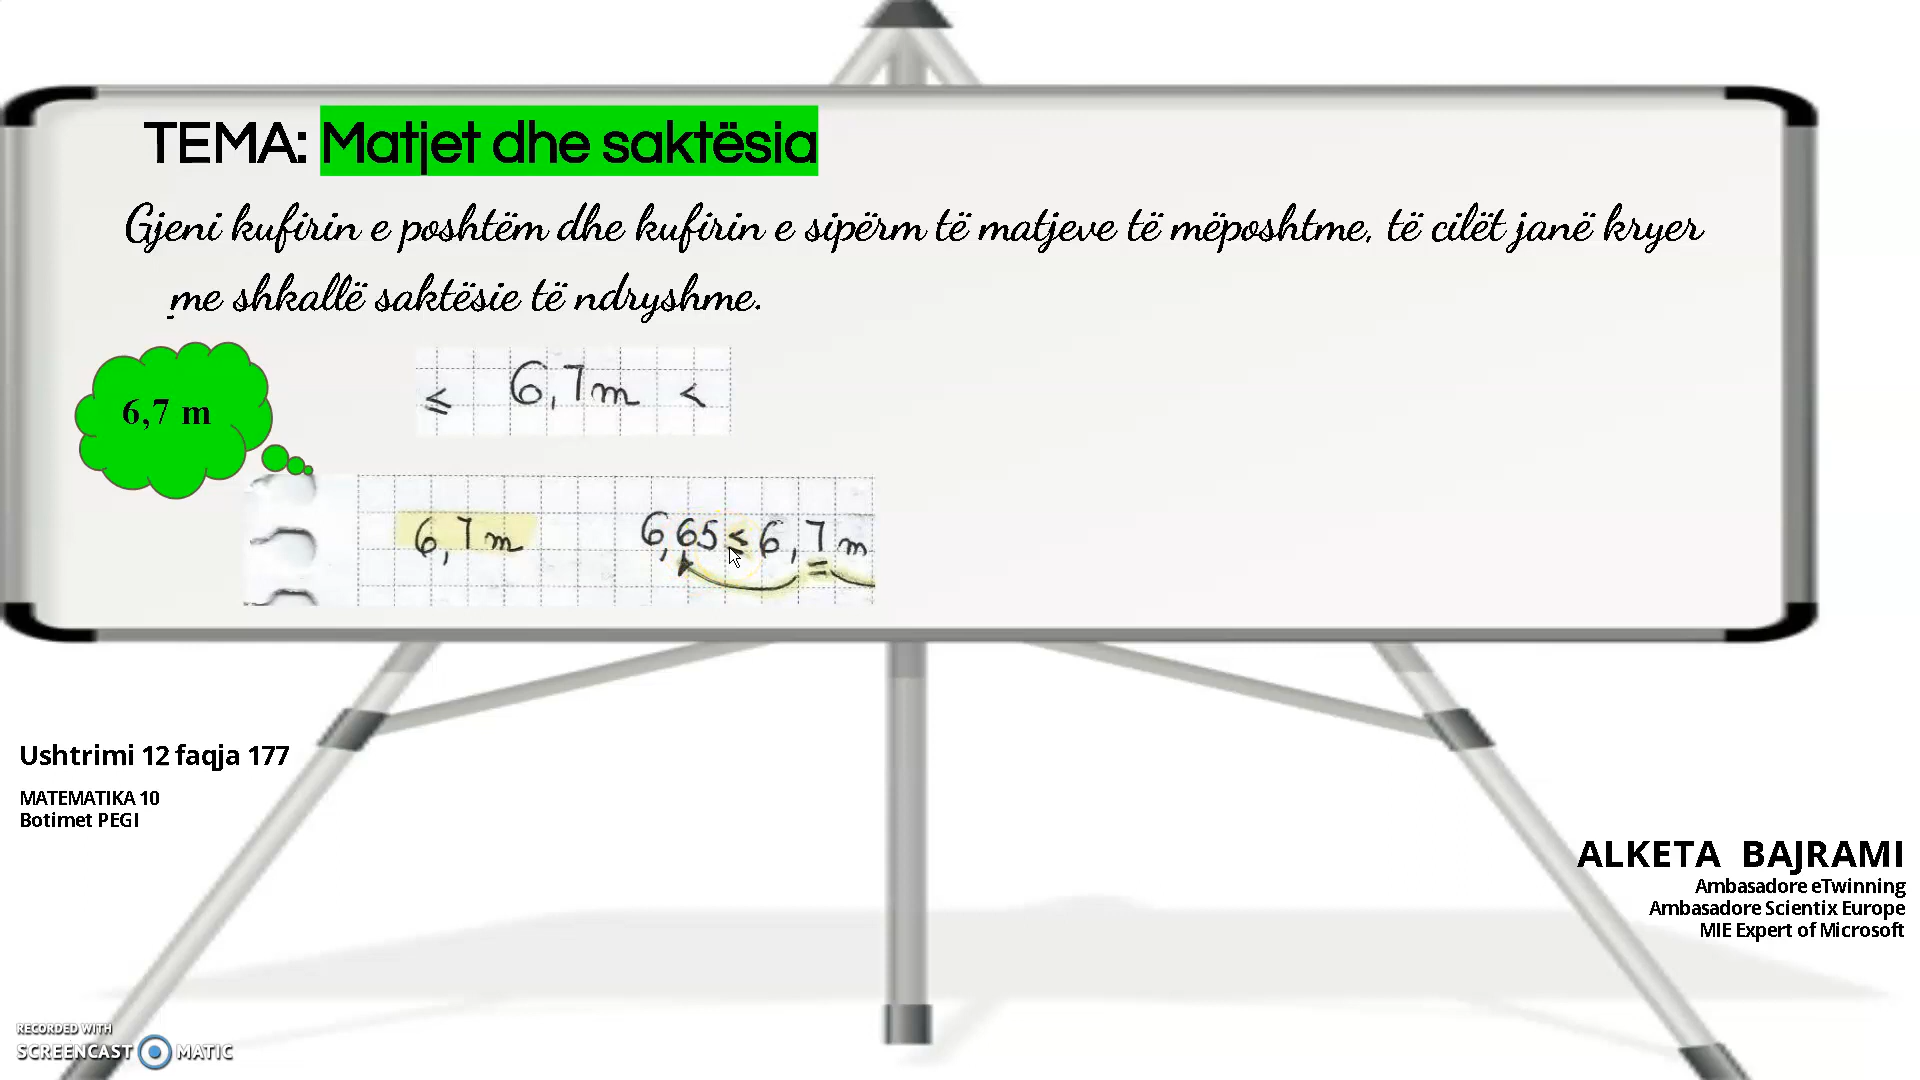 TEMA: Matjet dhe saktësia
Gjeni kufirin e poshtëm dhe kufirin e sipërm të matjeve të mëposhtme, të cilët janë kryer
me shkallë saktësie të ndryshme.
≤ 6,7m <
6,7 m
6,7m 6,65 ≤ 6,7m
Ushtrimi 12 faqja 177
MATEMATIKA 10
Botimet PEGI
ALKETA BAJRAMI
Ambasadore eTwinning
Ambasadore Scientix Europe
MIE Expert of Microsoft
RECORDED WITH
SCREENCAST MATIC